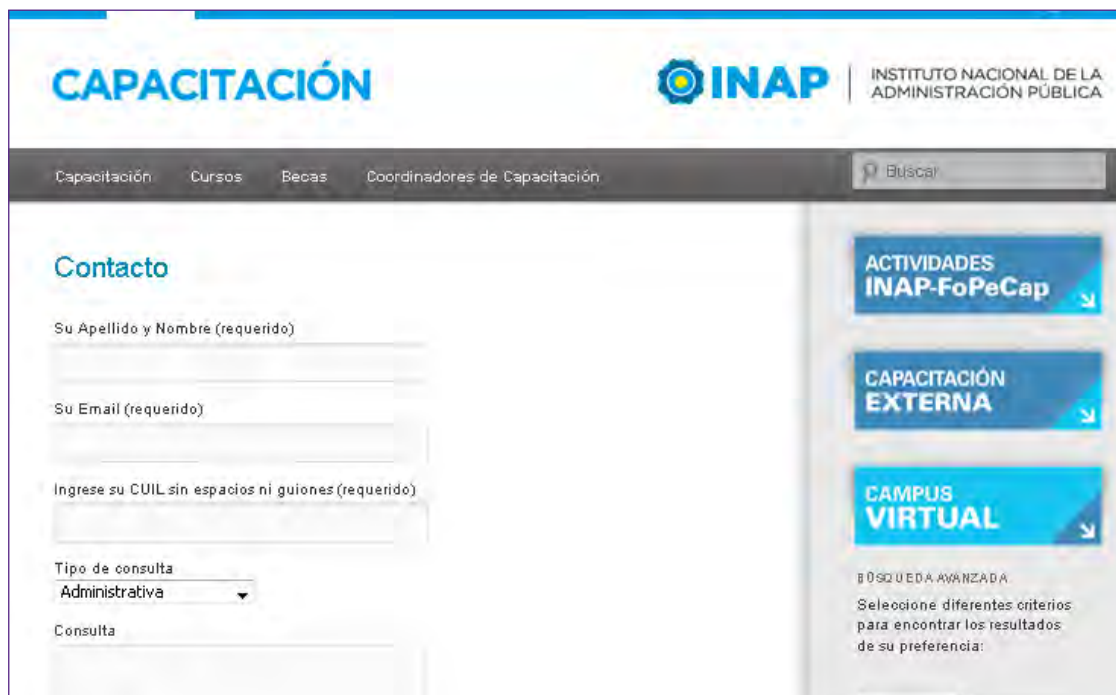 CAPACITACIÓN
INAP
INSTITUTO NACIONAL DE LA
ADMINISTRACIÓN PÚBLICA
Capacitación Cursos Becas Coordinadores de Capacitación
Buscar
Contacto
Su Apellido y Nombre (requerido)
Su Email (requerido)
Ingrese su CUIL sin espacios ni guiones (requerido)
Tipo de consulta
Administrativa
Consulta
ACTIVIDADES
INAP-FoPeCap
CAPACITACIÓN
EXTERNA
CAMPUS
VIRTUAL
BÚSQUEDA AVANZADA
Seleccione diferentes criterios
para encontrar los resultados
de su preferencia: